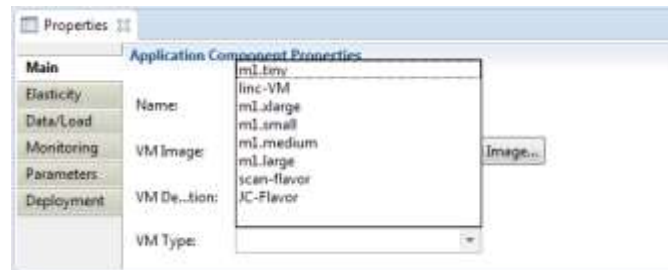 Properties
Application Component Properties
Main
Elasticity
Data/Load
Monitoring
Parameters
Deployment
Name:
VM Image:
VM De...tion:
VM Type:
m1.tiny
linc-VM
m1.xlarge
m1.small
m1.medium
m1.large
scan-flavor
JC-Flavor
Image...